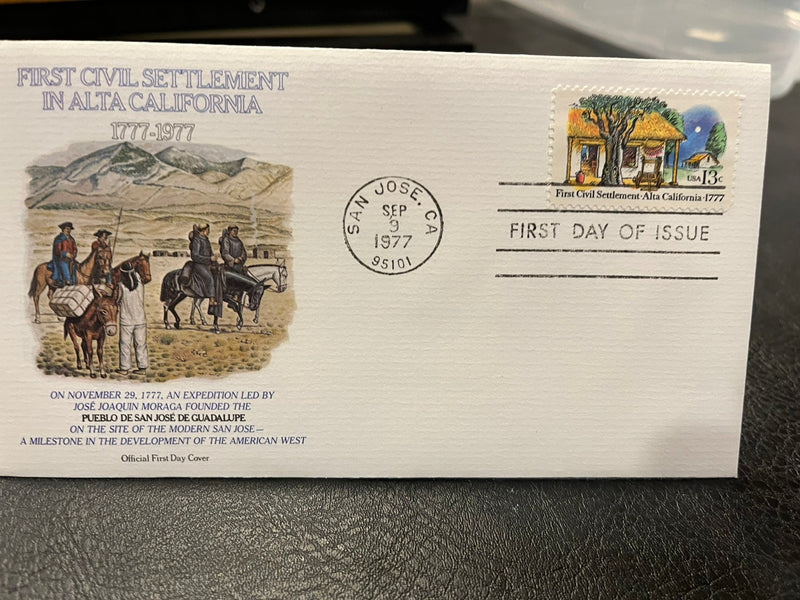 FIRST CIVIL SETTLEMENT
IN ALTA CALIFORNIA
1777-1977
ON NOVEMBER 29, 1777, AN EXPEDITION LED BY
JOSÉ JOAQUIN MORAGA FOUNDED THE
PUEBLO DE SAN JOSÉ DE GUADALUPE
ON THE SITE OF THE MODERN SAN JOSE—
A MILESTONE IN THE DEVELOPMENT OF THE AMERICAN WEST
Official First Day Cover
SAN JOSE, CA
SEP
9
1977
95101
USA 13c
First Civil Settlement·Alta California·1777
FIRST DAY OF ISSUE